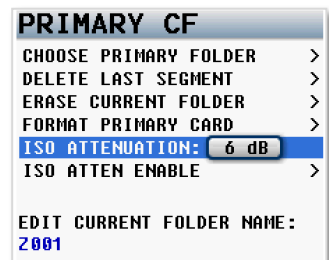 PRIMARY CF
CHOOSE PRIMARY FOLDER >
DELETE LAST SEGMENT >
ERASE CURRENT FOLDER >
FORMAT PRIMARY CARD >
ISO ATTENUATION: 6 dB
ISO ATTEN ENABLE >
EDIT CURRENT FOLDER NAME:
Z001